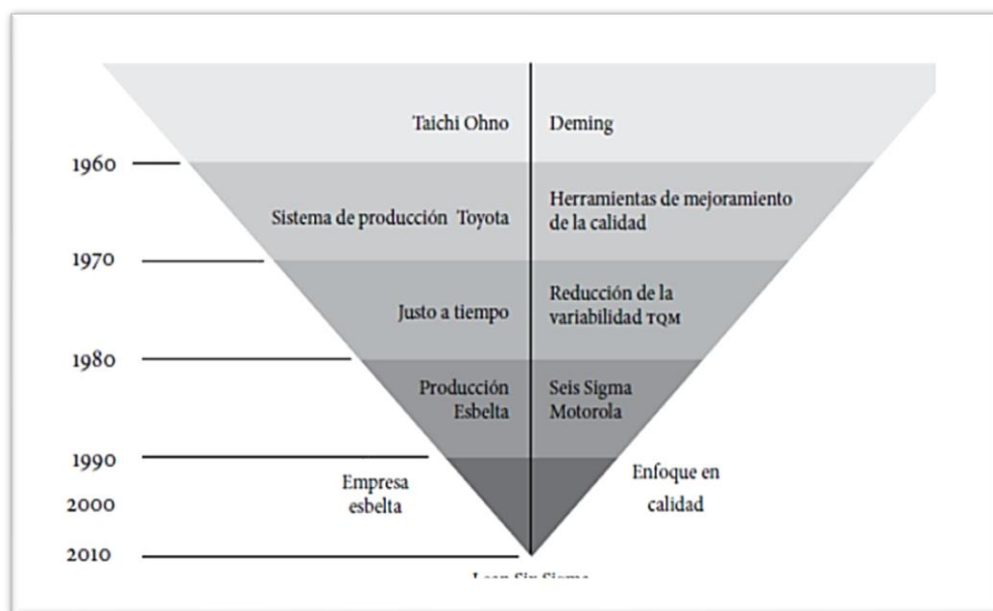 Taichi Ohno
Deming
1960
Sistema de producción Toyota
Herramientas de mejoramiento
de la calidad
1970
Justo a tiempo
Reducción de la
variabilidad TQM
1980
Producción
Esbelta
Seis Sigma
Motorola
1990
Empresa
esbelta
Enfoque en
calidad
2000
2010